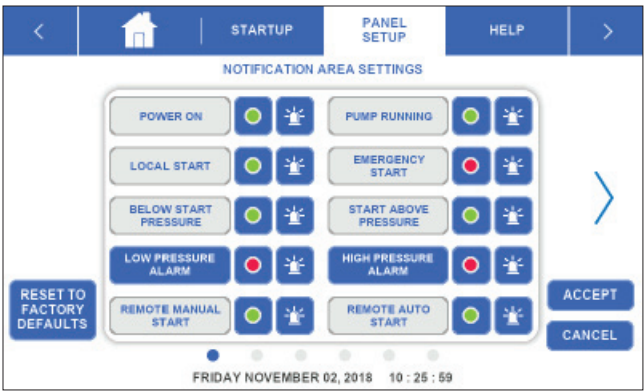 STARTUP
PANEL
SETUP
HELP
NOTIFICATION AREA SETTINGS
POWER ON
PUMP RUNNING
LOCAL START
EMERGENCY
START
BELOW START
PRESSURE
START ABOVE
PRESSURE
LOW PRESSURE
ALARM
HIGH PRESSURE
ALARM
REMOTE MANUAL
START
REMOTE AUTO
START
RESET TO
FACTORY
DEFAULTS
ACCEPT
CANCEL
FRIDAY NOVEMBER 02, 2018 10 : 25 : 59